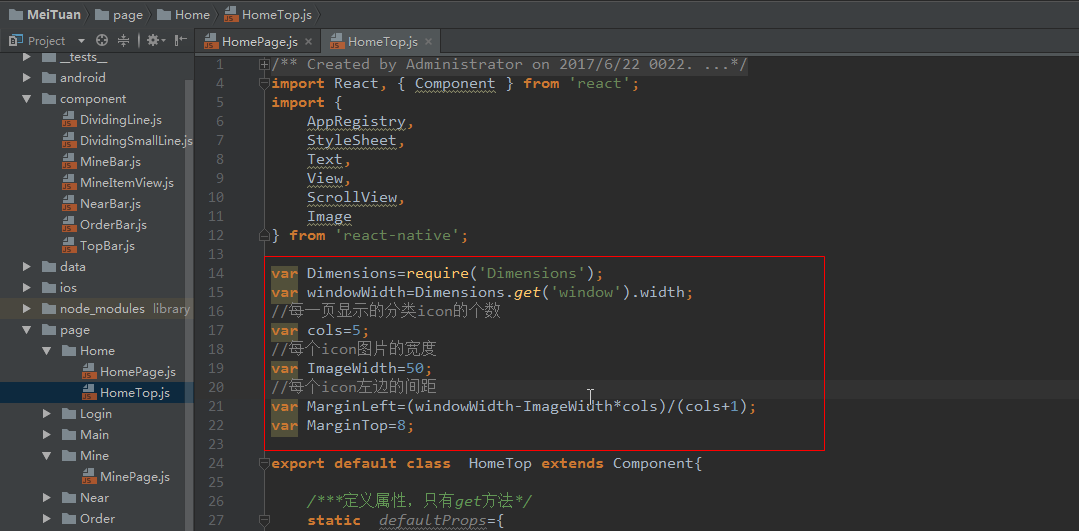 MeiTuan page Home HomeTop.js
Project
HomePage.js HomeTop.js
__tests__
android
component
DividingLine.js
DividingSmallLine.js
MineBar.js
MineItemView.js
NearBar.js
OrderBar.js
TopBar.js
data
ios
node_modules library
page
Home
HomePage.js
HomeTop.js
Login
Main
Mine
MinePage.js
Near
Order
1 /** Created by Administrator on 2017/6/22 0022. ...*/
4 import React, { Component } from 'react';
5 import {
6 AppRegistry,
7 StyleSheet,
8 Text,
9 View,
10 ScrollView,
11 Image
12 } from 'react-native';
13
14 var Dimensions=require('Dimensions');
15 var windowWidth=Dimensions.get('window').width;
16 //每一页显示的分类icon的个数
17 var cols=5;
18 //每个icon图片的宽度
19 var ImageWidth=50;
20 //每个icon左边的间距
21 var MarginLeft=(windowWidth-ImageWidth*cols)/(cols+1);
22 var MarginTop=8;
23
24 export default class HomeTop extends Component{
25
26 /***定义属性，只有get方法*/
27 static defaultProps={